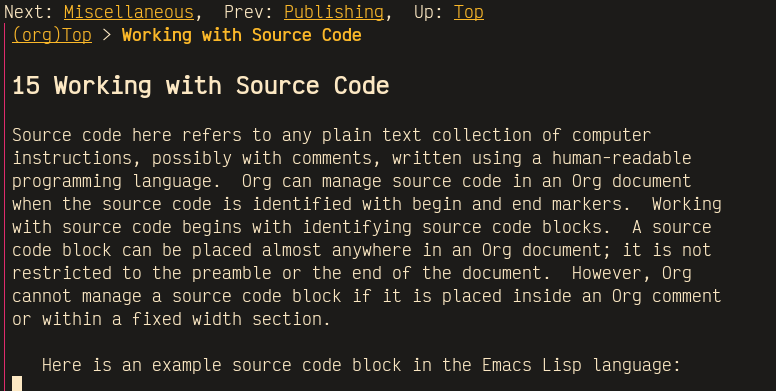 Next: Miscellaneous,  Prev: Publishing,  Up: Top
(org)Top > Working with Source Code
15 Working with Source Code
Source code here refers to any plain text collection of computer
instructions, possibly with comments, written using a human-readable
programming language.  Org can manage source code in an Org document
when the source code is identified with begin and end markers.  Working
with source code begins with identifying source code blocks.  A source
code block can be placed almost anywhere in an Org document; it is not
restricted to the preamble or the end of the document.  However, Org
cannot manage a source code block if it is placed inside an Org comment
or within a fixed width section.
Here is an example source code block in the Emacs Lisp language: